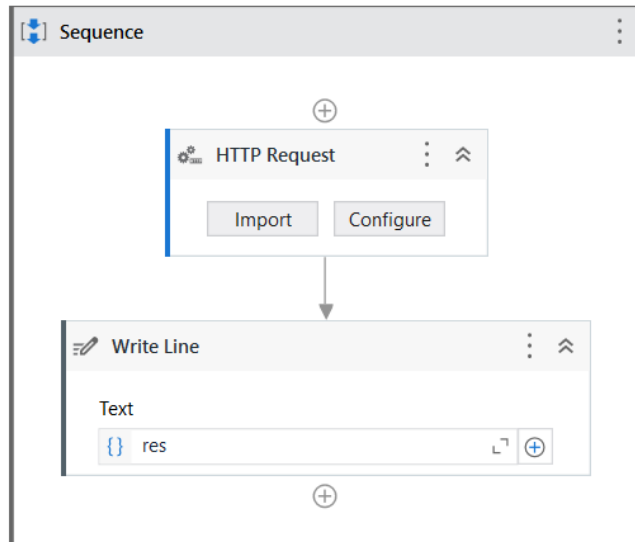 Sequence
HTTP Request
Import Configure
Write Line
Text
{} res